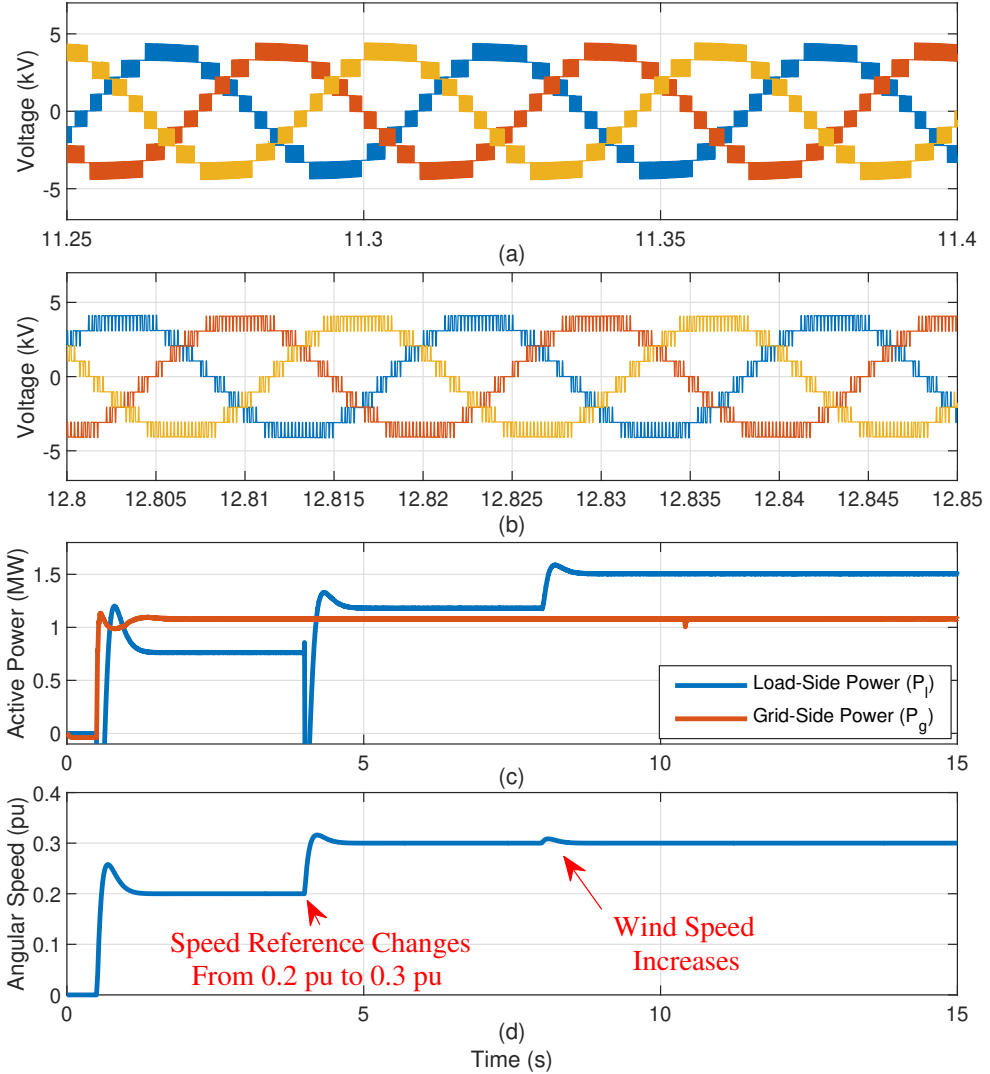 5
0
-5
Voltage (kV)
11.25 11.3 11.35 11.4
(a)
5
0
-5
Voltage (kV)
12.8 12.805 12.81 12.815 12.82 12.825 12.83 12.835 12.84 12.845 12.85
(b)
1.5
1
0.5
0
Active Power (MW)
Load-Side Power (P_l)
Grid-Side Power (P_g)
0 5 10 15
(c)
0.4
0.3
0.2
0.1
0
Angular Speed (pu)
Speed Reference Changes
From 0.2 pu to 0.3 pu
Wind Speed
Increases
0 5 10 15
(d)
Time (s)